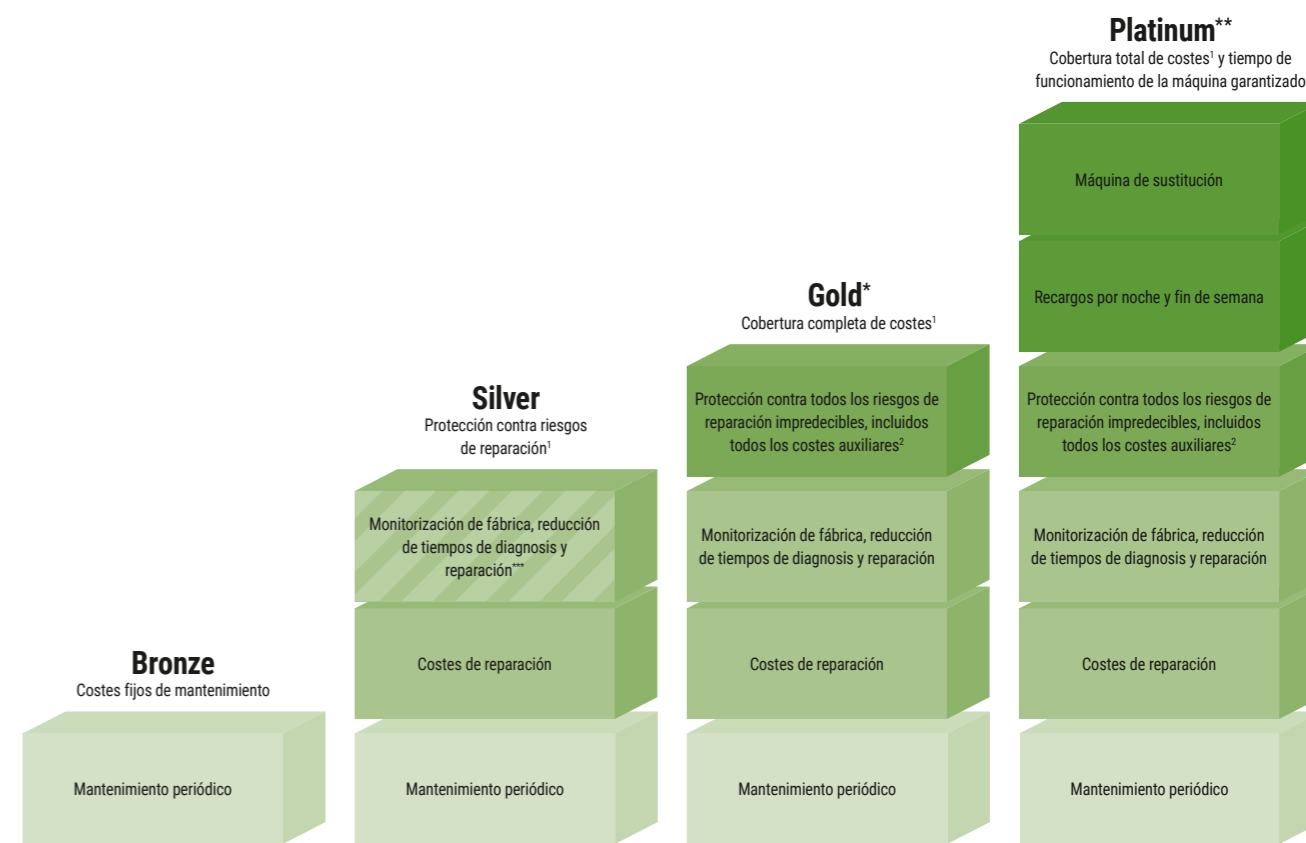 Platinum**
Cobertura total de costes¹ y tiempo de
funcionamiento de la máquina garantizado
Máquina de sustitución
Recargos por noche y fin de semana
Protección contra todos los riesgos de
reparación impredecibles, incluidos
todos los costes auxiliares²
Monitorización de fábrica, reducción
de tiempos de diagnosis y reparación
Costes de reparación
Mantenimiento periódico
Gold*
Cobertura completa de costes¹
Protección contra todos los riesgos de
reparación impredecibles, incluidos
todos los costes auxiliares²
Monitorización de fábrica, reducción
de tiempos de diagnosis y reparación
Costes de reparación
Mantenimiento periódico
Silver
Protección contra riesgos
de reparación¹
Monitorización de fábrica, reducción
de tiempos de diagnosis y
reparación***
Costes de reparación
Mantenimiento periódico
Bronze
Costes fijos de mantenimiento
Mantenimiento periódico